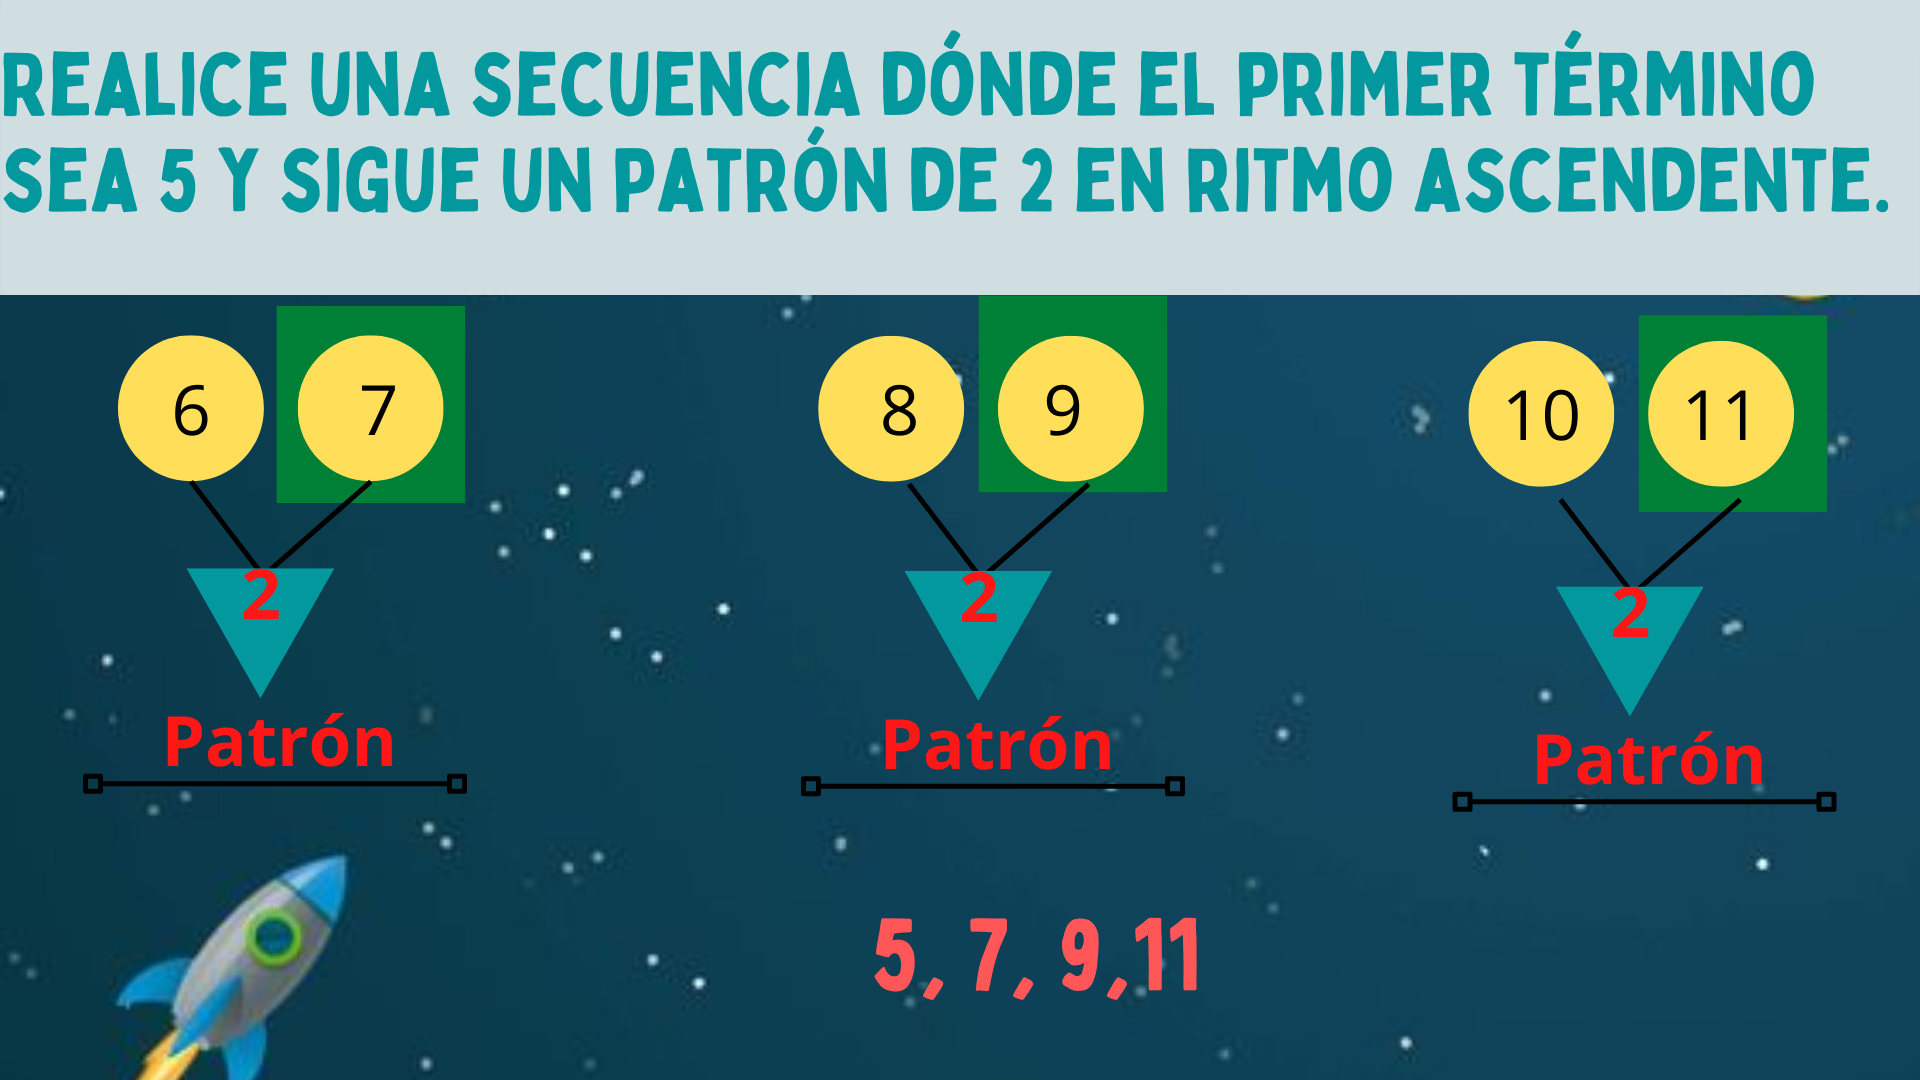 REALICE UNA SECUENCIA DÓNDE EL PRIMER TÉRMINO
SEA 5 Y SIGUE UN PATRÓN DE 2 EN RITMO ASCENDENTE.
6 7 8 9 10 11
2 2 2
Patrón Patrón Patrón
5, 7, 9,11